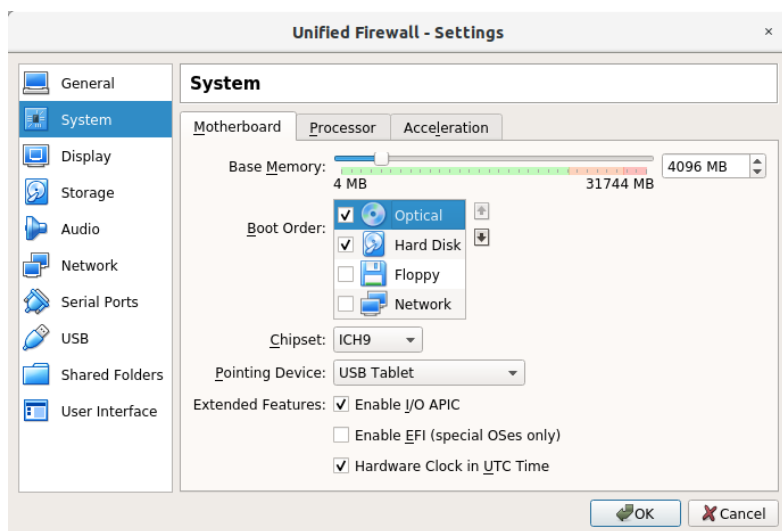 Unified Firewall - Settings
General
System
Display
Storage
Audio
Network
Serial Ports
USB
Shared Folders
User Interface
System
Motherboard Processor Acceleration
Base Memory: 4096 MB
4 MB 31744 MB
Boot Order: Optical
Hard Disk
Floppy
Network
Chipset: ICH9
Pointing Device: USB Tablet
Extended Features: Enable I/O APIC
Enable EFI (special OSes only)
Hardware Clock in UTC Time
OK Cancel